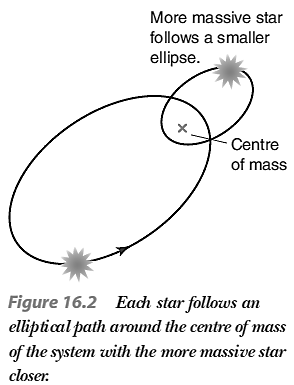 More massive star
follows a smaller
ellipse.
Centre
of mass
Figure 16.2 Each star follows an
elliptical path around the centre of mass
of the system with the more massive star
closer.